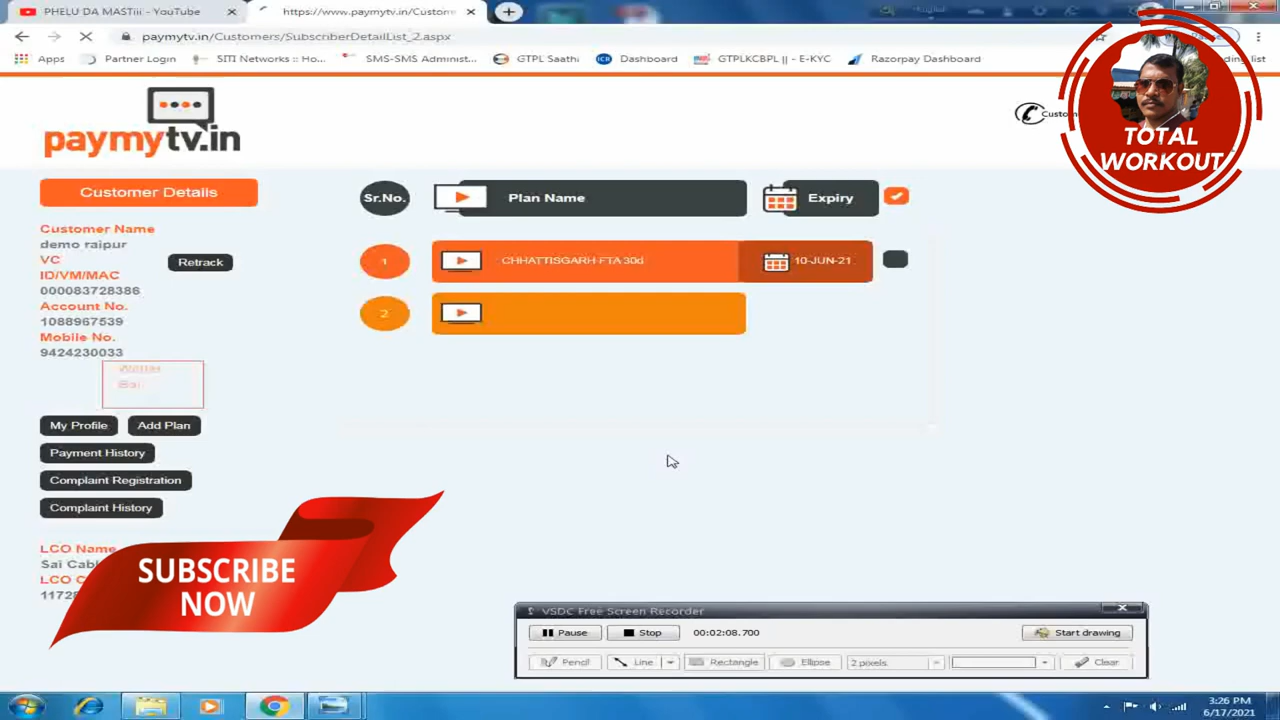 PHELU DA MASTiii - YouTube
https://www.paymytv.in/Custom
paymytv.in/Customers/SubscriberDetailList_2.aspx
Apps
Partner Login
SITI Networks :: Ho...
SMS-SMS Administ...
GTPL Saathi
Dashboard
GTPLKCBPL || - E-KYC
Razorpay Dashboard
paymytv.in
TOTAL
WORKOUT
Customer Details
Sr.No.
Plan Name
Expiry
Customer Name
demo raipur
VC
ID/VM/MAC
000083728386
Retrack
Account No.
1088967539
Mobile No.
9424230033
1
CHHATTISGARH FTA 30d
10-JUN-21
2
My Profile
Add Plan
Payment History
Complaint Registration
Complaint History
LCO Name
Sai Cab
LCO C
1172
SUBSCRIBE
NOW
VSDC Free Screen Recorder
Pause
Stop
00:02:08.700
Start drawing
Pencil
Line
Rectangle
Ellipse
2 pixels
Clear
3:26 PM
6/17/2021